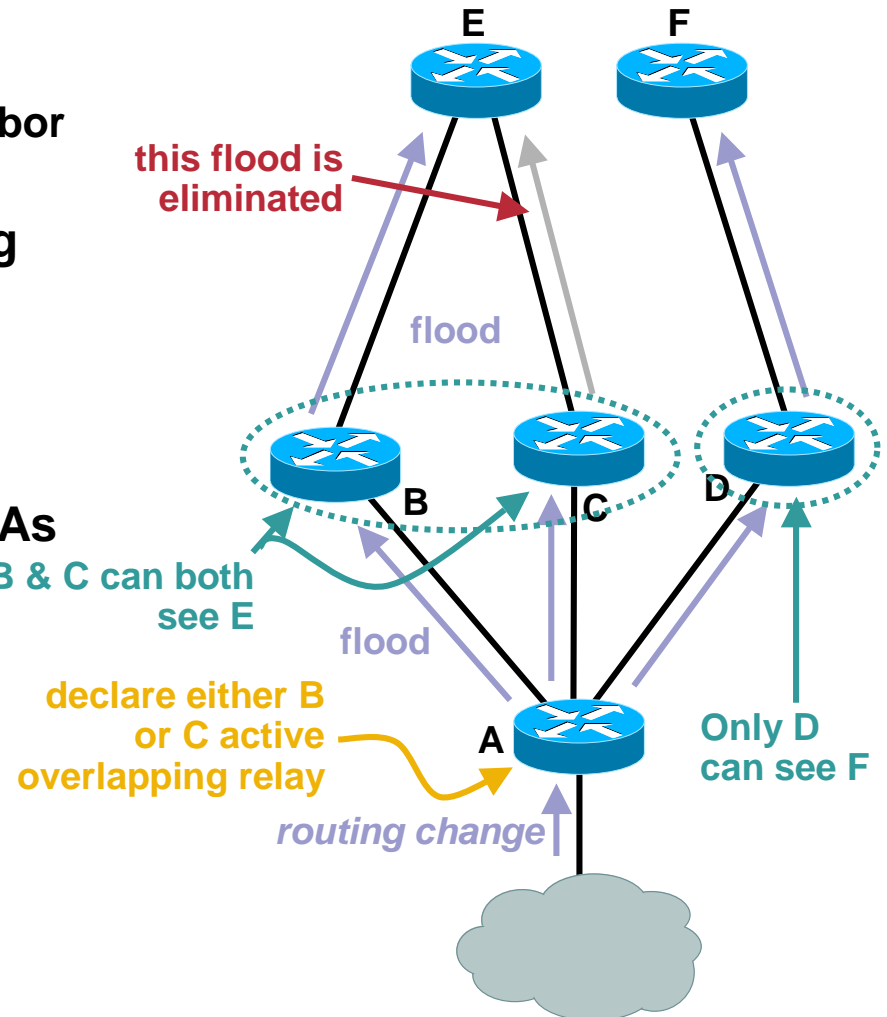 E
F
bor
this flood is
eliminated
g
flood
B
C
D
As
B & C can both
see E
flood
declare either B
or C active
overlapping relay
A
Only D
can see F
routing change